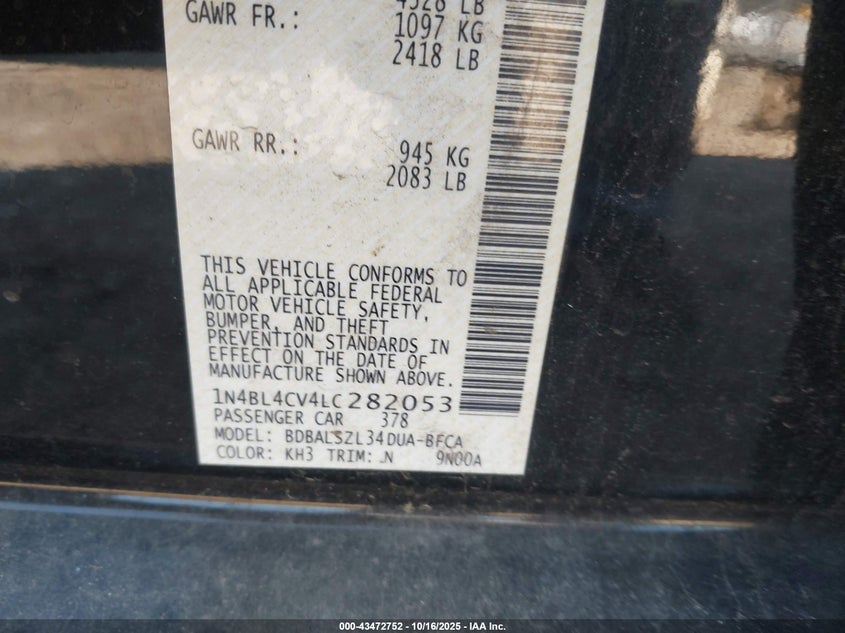 4528 LB
GAWR FR.: 1097 KG
2418 LB
GAWR RR.: 945 KG
2083 LB
THIS VEHICLE CONFORMS TO
ALL APPLICABLE FEDERAL
MOTOR VEHICLE SAFETY,
BUMPER, AND THEFT
PREVENTION STANDARDS IN
EFFECT ON THE DATE OF
MANUFACTURE SHOWN ABOVE.
1N4BL4CV4LC282053
PASSENGER CAR 378
MODEL: BDBALSZL34DUA-BFCA
COLOR: KH3 TRIM: N 9N00A
000-43472752 | 10/16/2025 | IAA Inc.